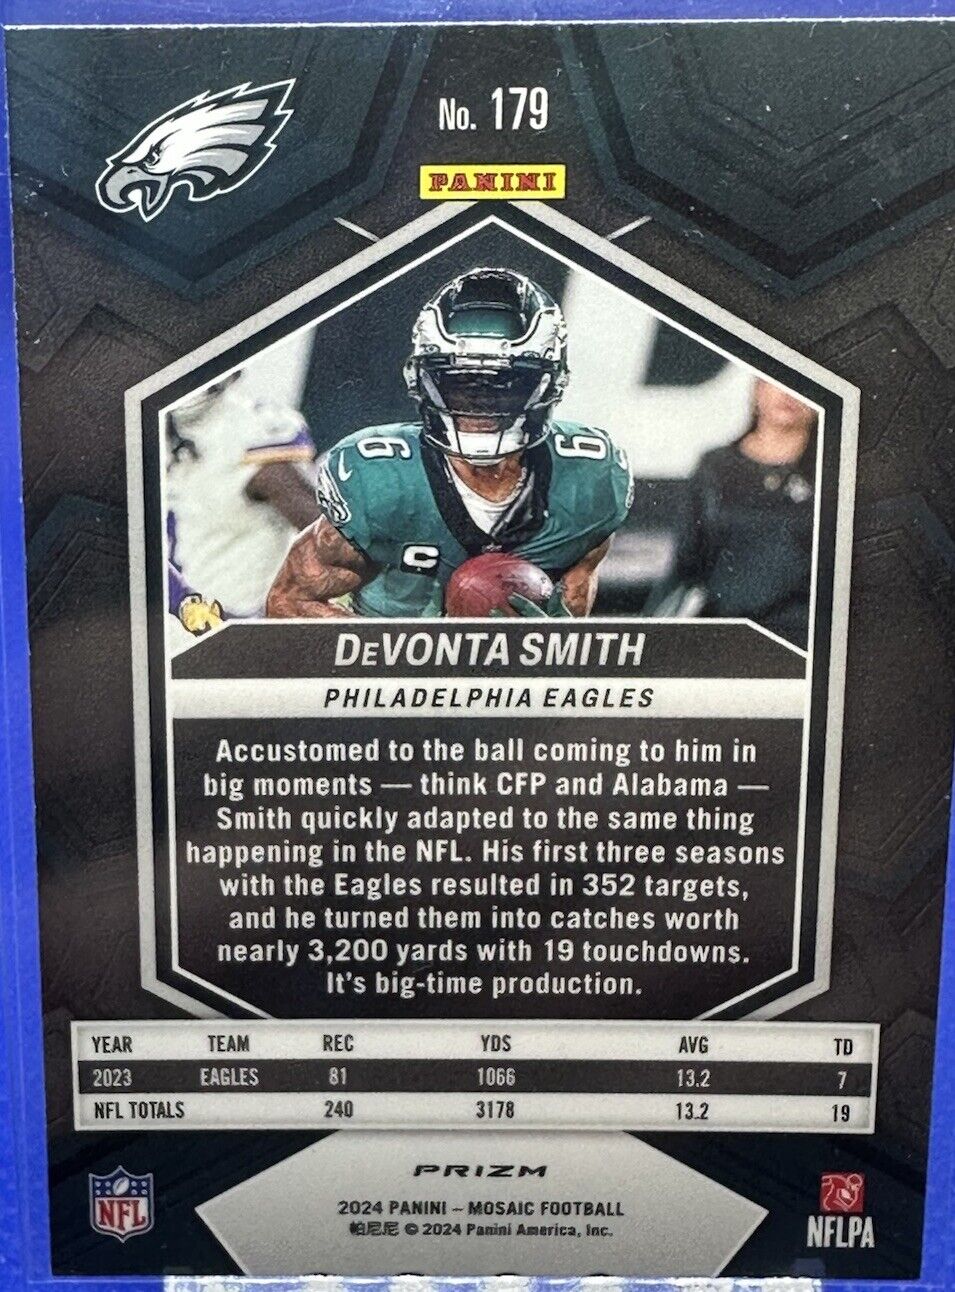 No. 179
PANINI
6 6
C
DeVONTA SMITH
PHILADELPHIA EAGLES
Accustomed to the ball coming to him in
big moments — think CFP and Alabama —
Smith quickly adapted to the same thing
happening in the NFL. His first three seasons
with the Eagles resulted in 352 targets,
and he turned them into catches worth
nearly 3,200 yards with 19 touchdowns.
It's big-time production.
YEAR TEAM REC YDS AVG TD
2023 EAGLES 81 1066 13.2 7
NFL TOTALS 240 3178 13.2 19
PRIZM
2024 PANINI – MOSAIC FOOTBALL
帕尼尼 © 2024 Panini America, Inc.
NFL
NFLPA